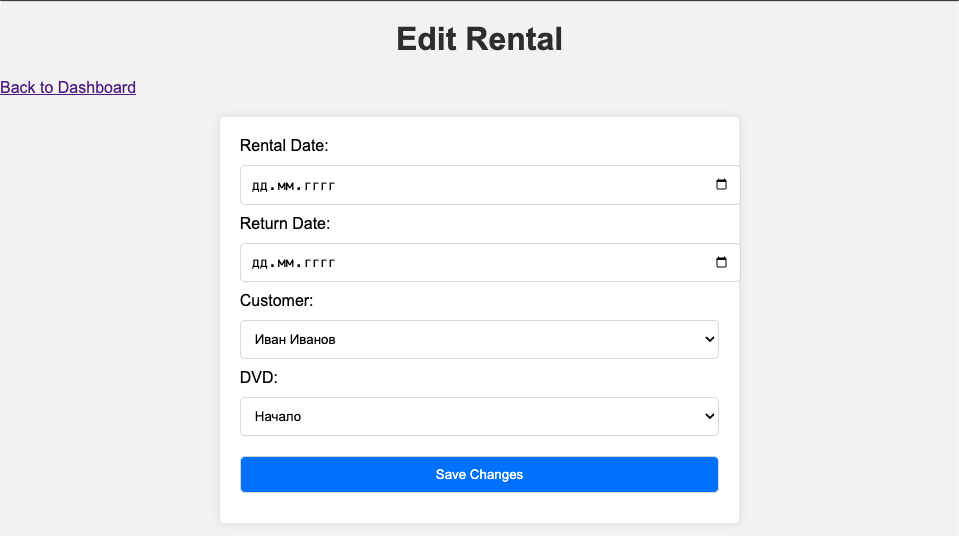 Edit Rental
Back to Dashboard
Rental Date:
дд.мм.гггг
Return Date:
дд.мм.гггг
Customer:
Иван Иванов
DVD:
Начало
Save Changes